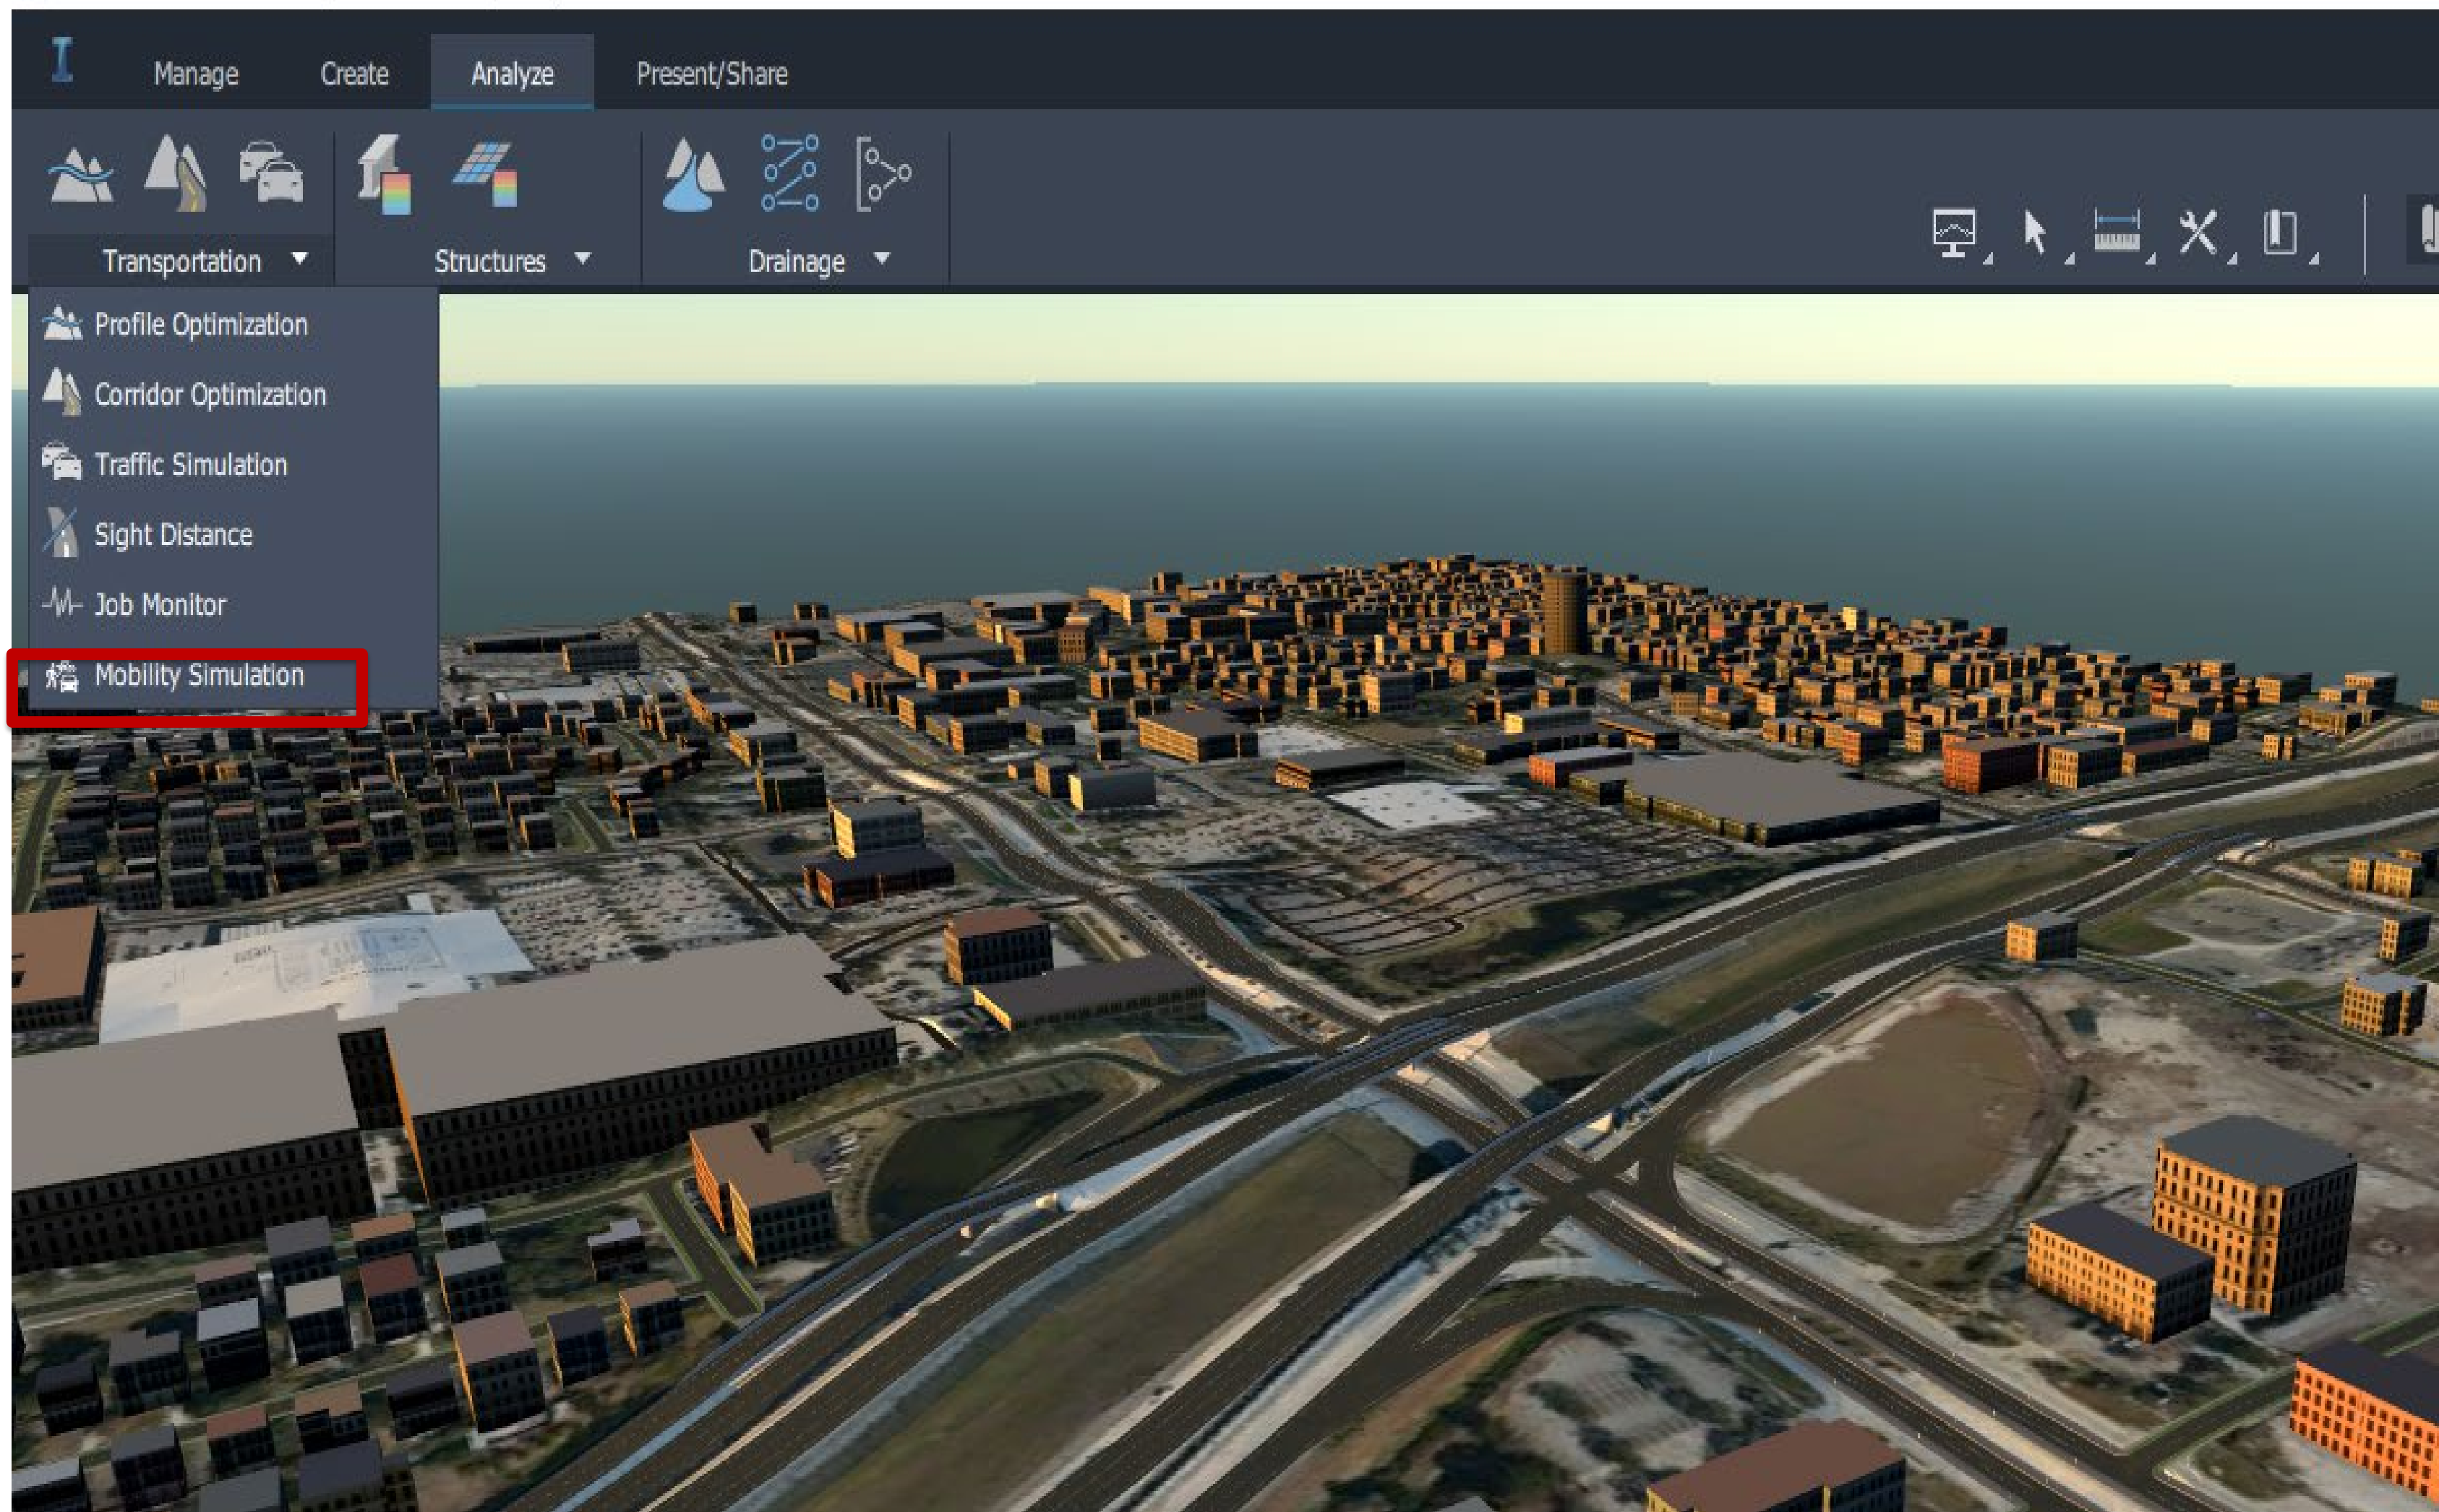 I
Manage
Create
Analyze
Present/Share
Transportation
Structures
Drainage
Profile Optimization
Corridor Optimization
Traffic Simulation
Sight Distance
Job Monitor
Mobility Simulation